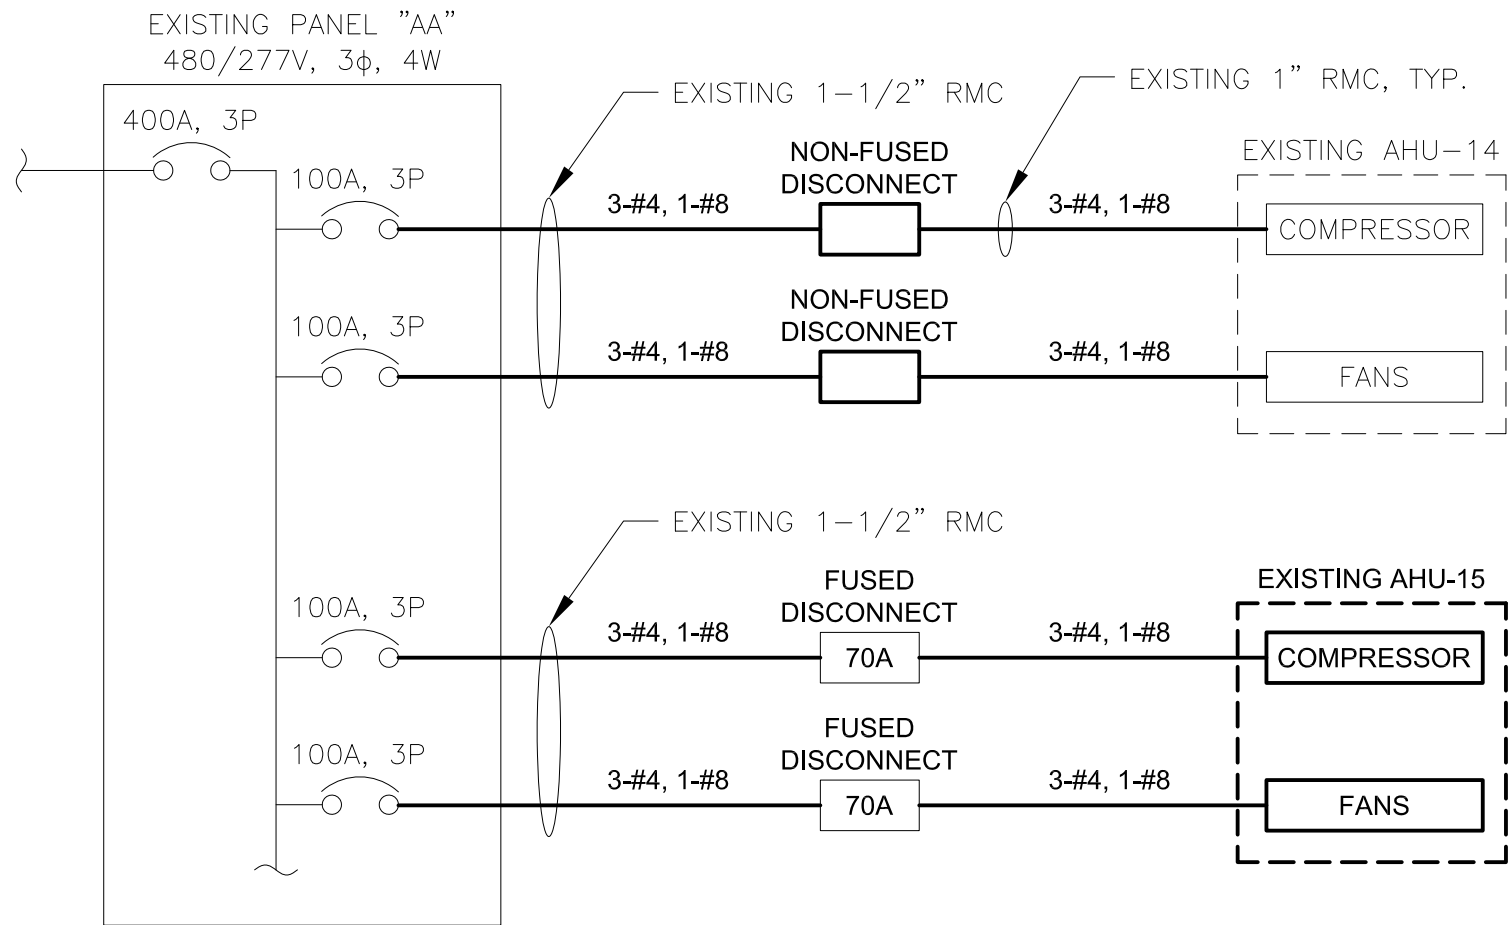 EXISTING PANEL "AA"
480/277V, 3ϕ, 4W
400A, 3P
EXISTING 1-1/2" RMC
EXISTING 1" RMC, TYP.
100A, 3P
3-#4, 1-#8
NON-FUSED
DISCONNECT
3-#4, 1-#8
EXISTING AHU-14
COMPRESSOR
100A, 3P
3-#4, 1-#8
NON-FUSED
DISCONNECT
3-#4, 1-#8
FANS
EXISTING 1-1/2" RMC
100A, 3P
3-#4, 1-#8
FUSED
DISCONNECT
70A
3-#4, 1-#8
EXISTING AHU-15
COMPRESSOR
100A, 3P
3-#4, 1-#8
FUSED
DISCONNECT
70A
3-#4, 1-#8
FANS